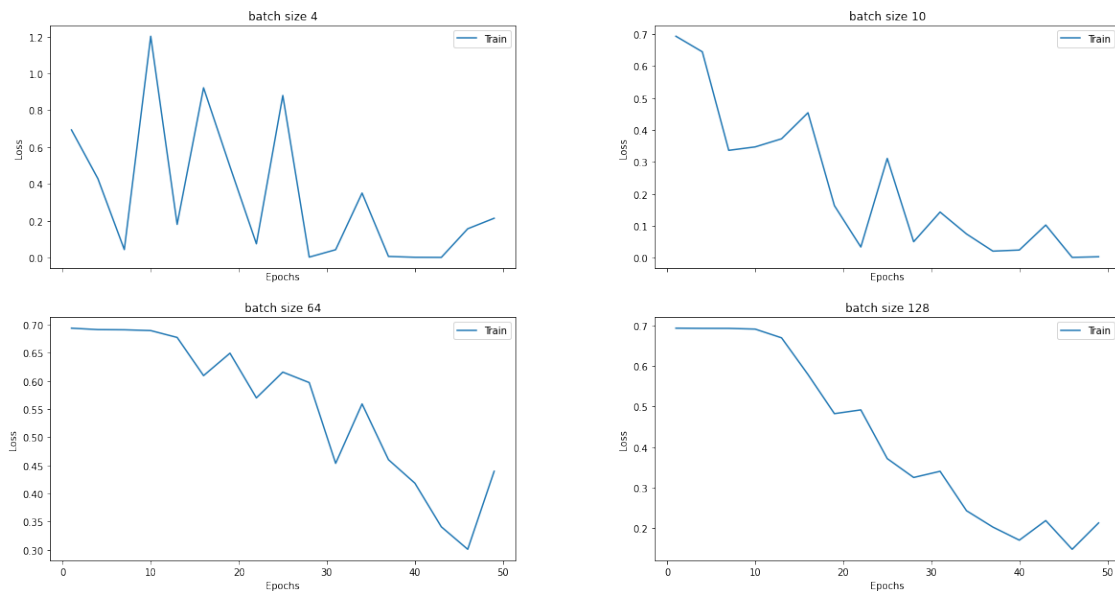 batch size 4
1.2
1.0
0.8
0.6
0.4
0.2
0.0
Loss
Epochs
Train
batch size 10
0.7
0.6
0.5
0.4
0.3
0.2
0.1
0.0
Loss
Epochs
Train
batch size 64
0.70
0.65
0.60
0.55
0.50
0.45
0.40
0.35
0.30
Loss
0 10 20 30 40 50
Epochs
Train
batch size 128
0.7
0.6
0.5
0.4
0.3
0.2
Loss
0 10 20 30 40 50
Epochs
Train